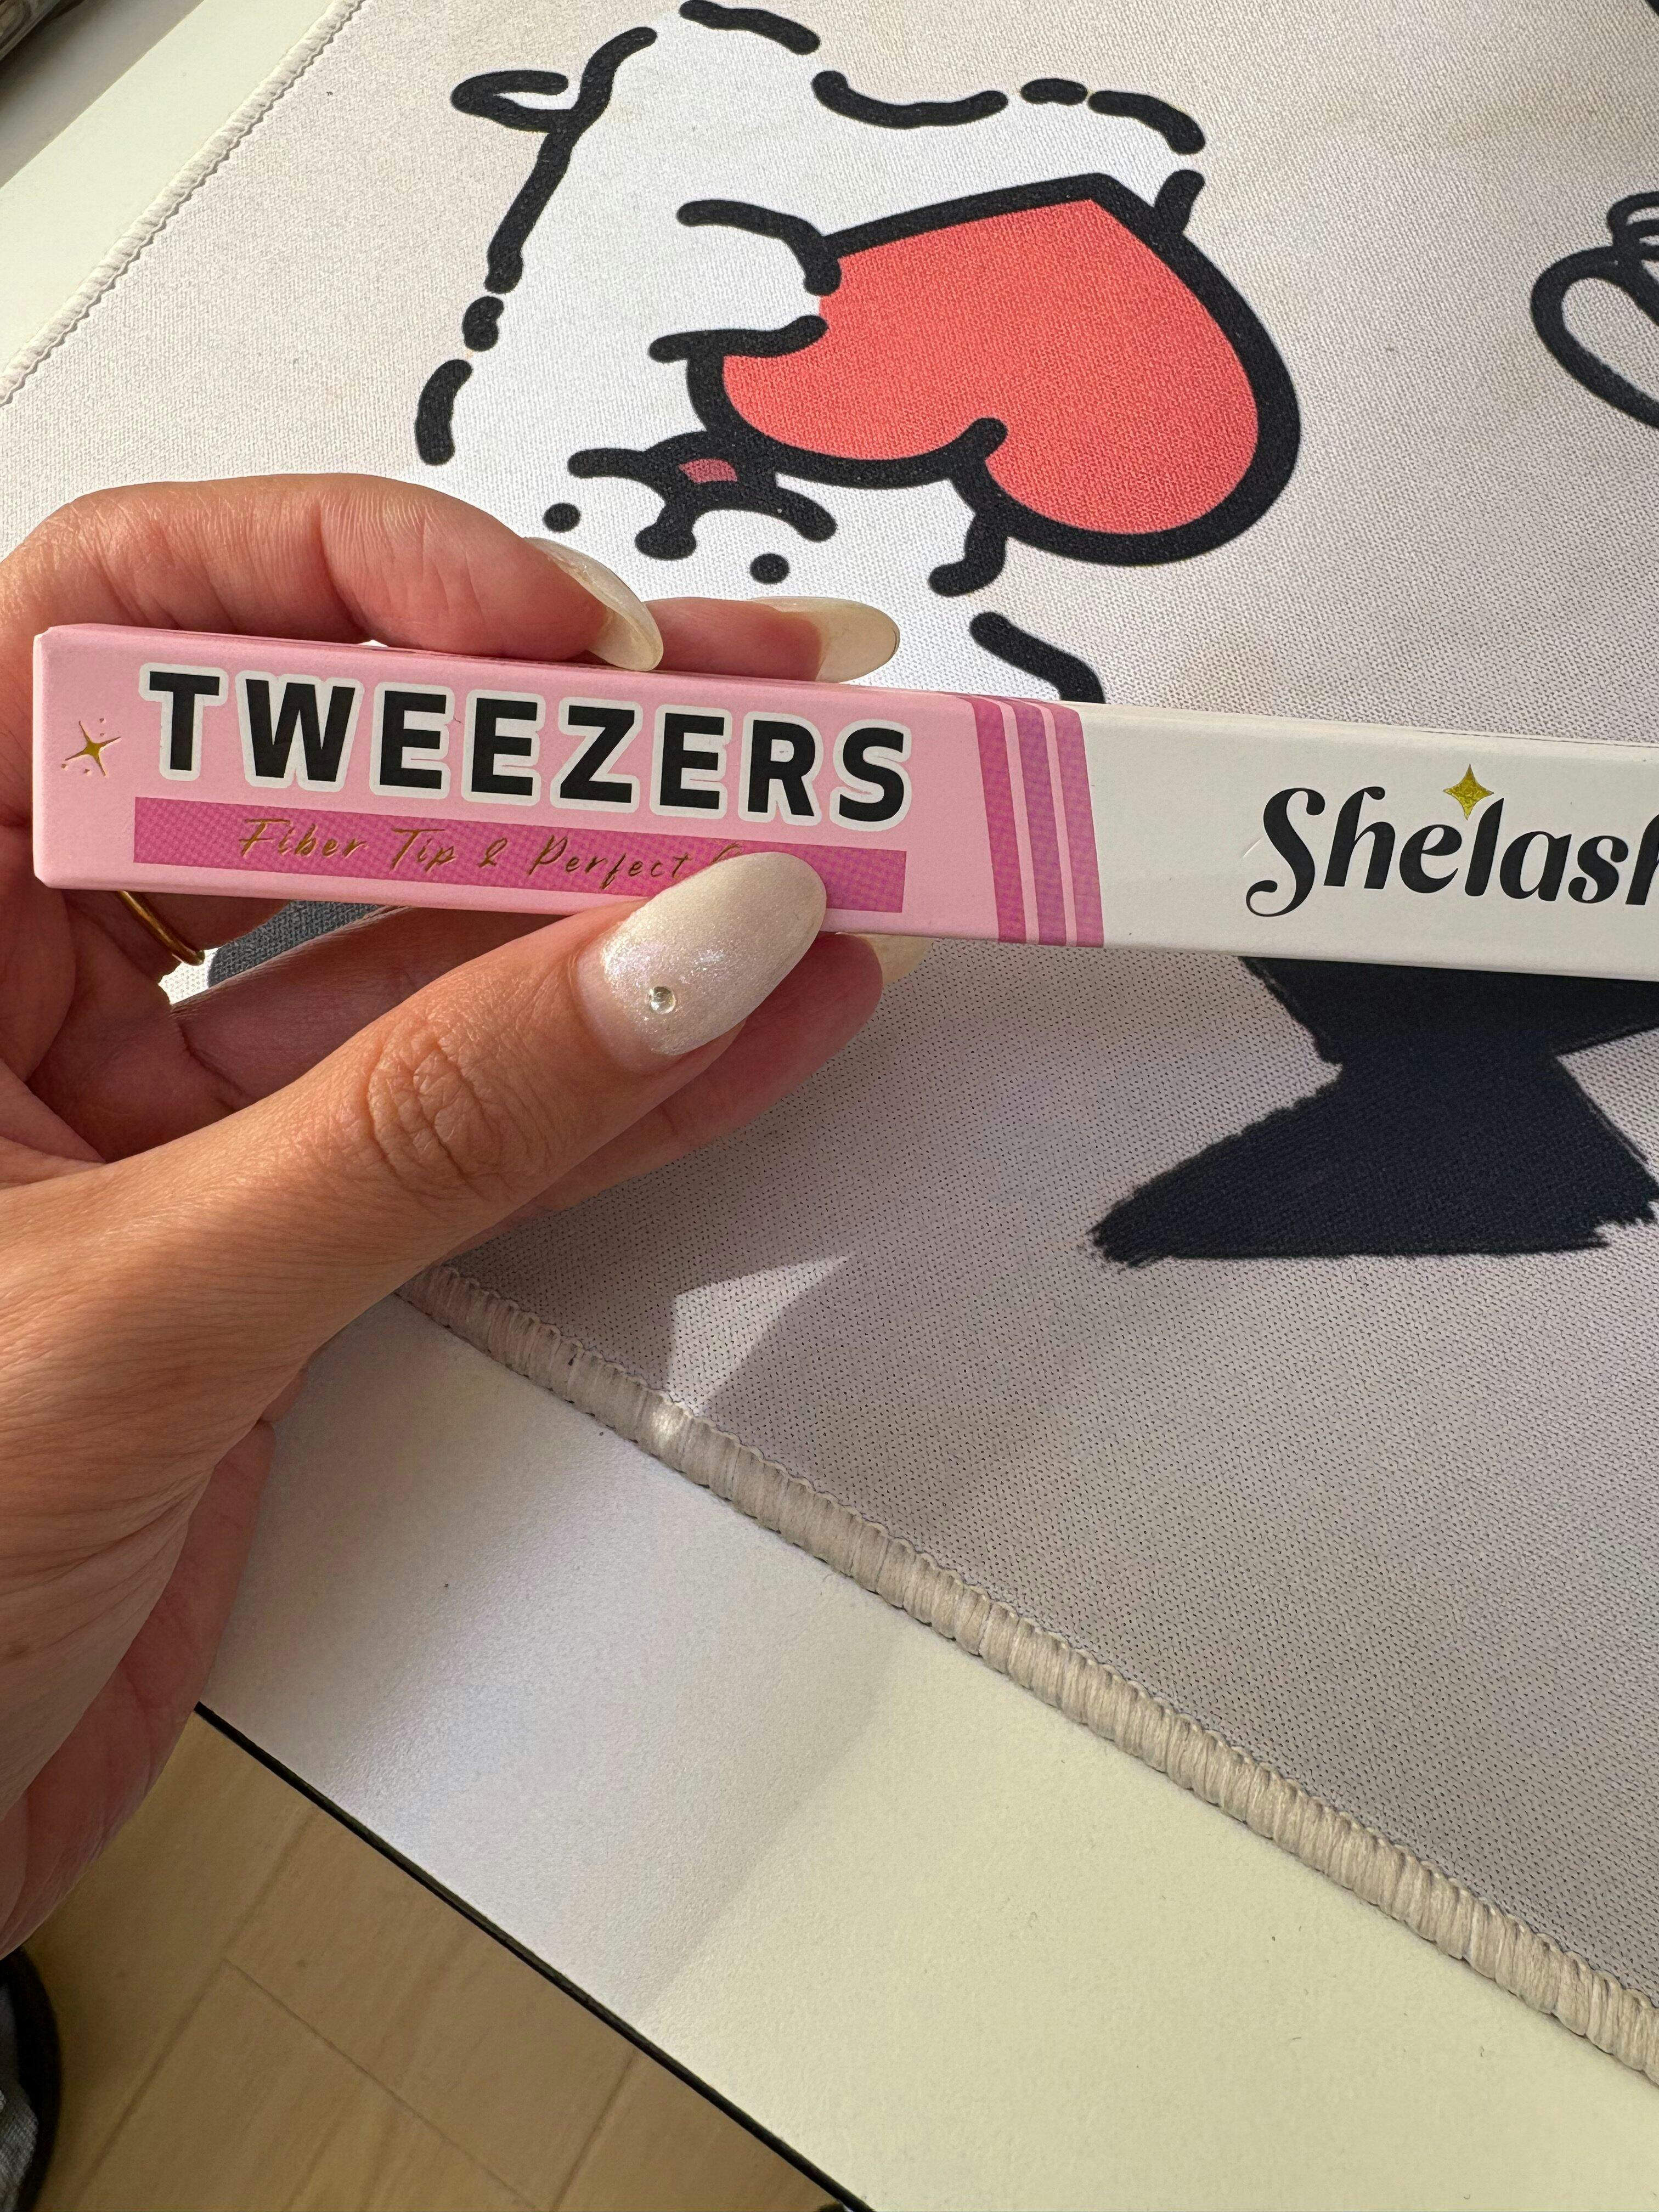 TWEEZERS
Fiber Tip & Perfect
Shelash